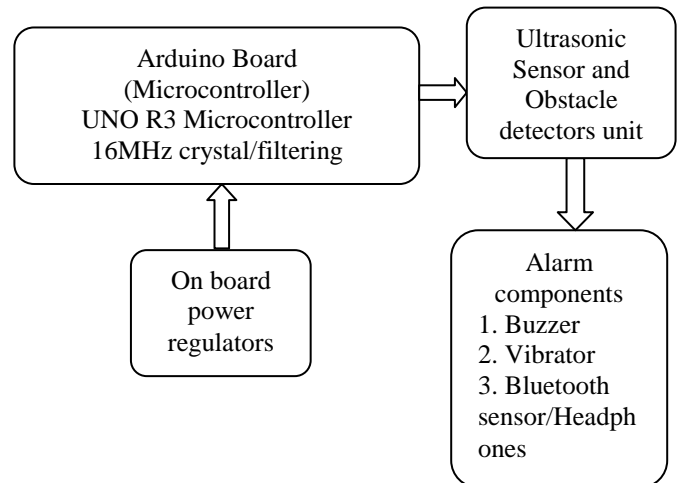 Arduino Board
(Microcontroller)
UNO R3 Microcontroller
16MHz crystal/filtering
Ultrasonic
Sensor and
Obstacle
detectors unit
On board
power
regulators
Alarm
components
1. Buzzer
2. Vibrator
3. Bluetooth
sensor/Headph
ones